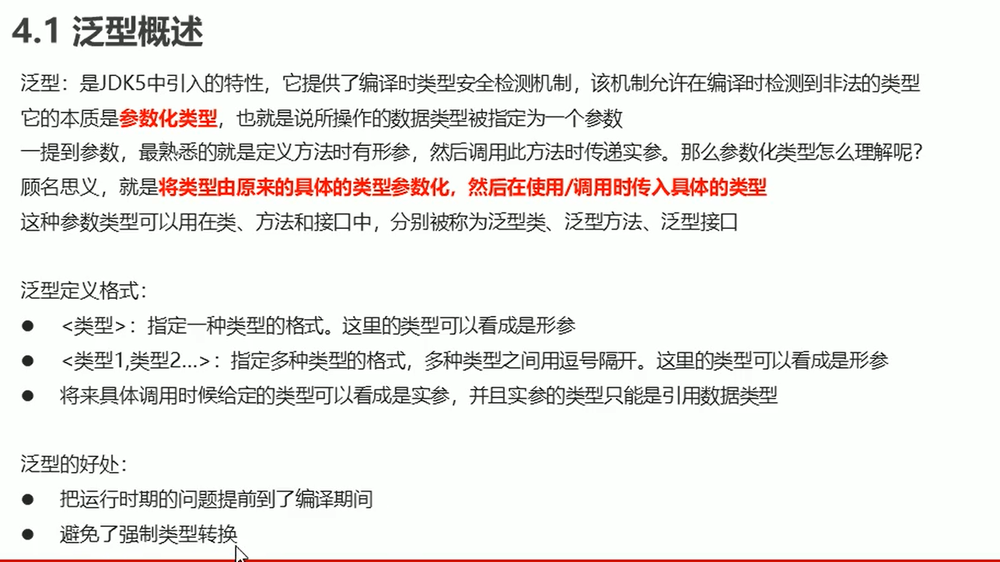 4.1 泛型概述
泛型：是JDK5中引入的特性，它提供了编译时类型安全检测机制，该机制允许在编译时检测到非法的类型
它的本质是参数化类型，也就是说所操作的数据类型被指定为一个参数
一提到参数，最熟悉的就是定义方法时有形参，然后调用此方法时传递实参。那么参数化类型怎么理解呢？
顾名思义，就是将类型由原来的具体的类型参数化，然后在使用/调用时传入具体的类型
这种参数类型可以用在类、方法和接口中，分别被称为泛型类、泛型方法、泛型接口
泛型定义格式：
● <类型>：指定一种类型的格式。这里的类型可以看成是形参
● <类型1,类型2…>：指定多种类型的格式，多种类型之间用逗号隔开。这里的类型可以看成是形参
● 将来具体调用时候给定的类型可以看成是实参，并且实参的类型只能是引用数据类型
泛型的好处：
● 把运行时期的问题提前到了编译期间
● 避免了强制类型转换